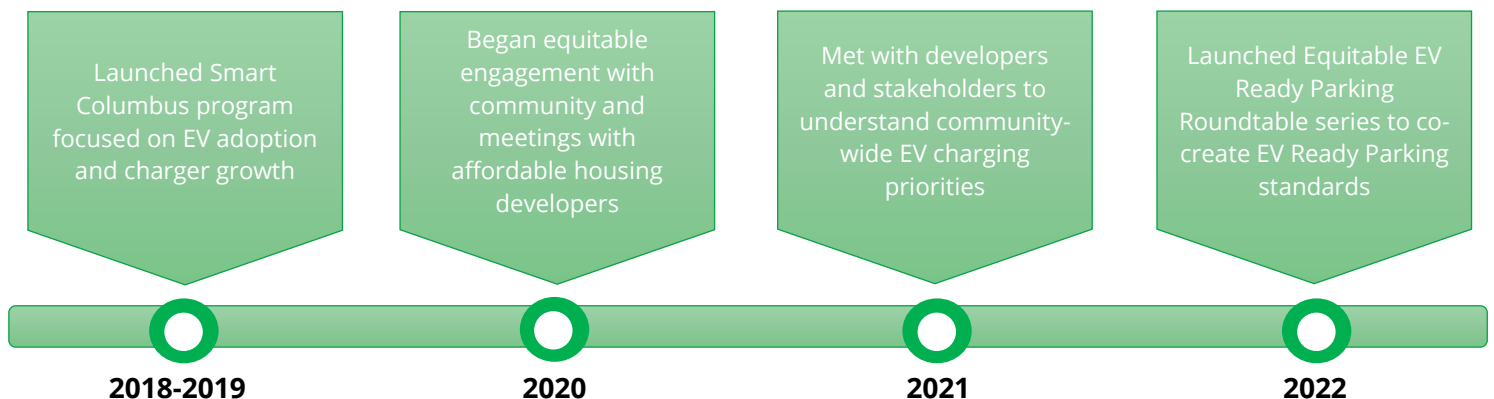 Launched Smart
Columbus program
focused on EV adoption
and charger growth
Began equitable
engagement with
community and
meetings with
affordable housing
developers
Met with developers
and stakeholders to
understand community-
wide EV charging
priorities
Launched Equitable EV
Ready Parking
Roundtable series to co-
create EV Ready Parking
standards
2018-2019
2020
2021
2022